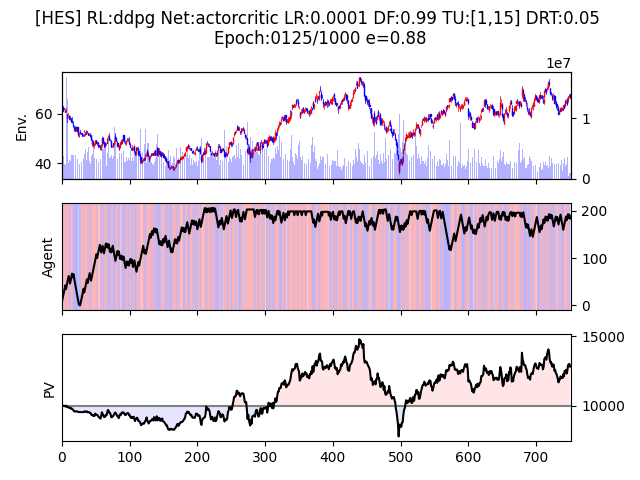 [HES] RL:ddpg Net:actorcritic LR:0.0001 DF:0.99 TU:[1,15] DRT:0.05
Epoch:0125/1000 e=0.88
1e7
Env.
60
40
1
0
Agent
200
100
0
PV
15000
10000
0 100 200 300 400 500 600 700